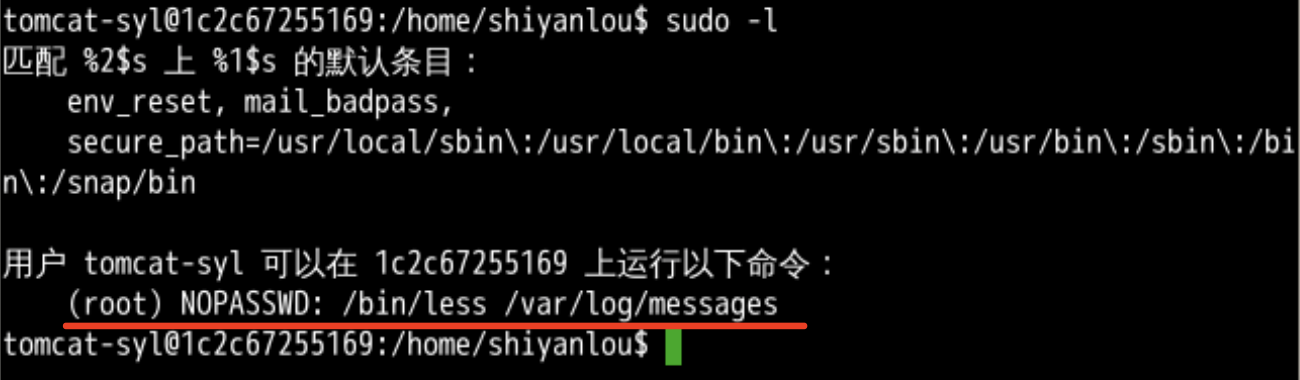 tomcat-syl@1c2c67255169:/home/shiyanlou$ sudo -l
匹配 %2$s 上 %1$s 的默认条目：
    env_reset, mail_badpass,
    secure_path=/usr/local/sbin\:/usr/local/bin\:/usr/sbin\:/usr/bin\:/sbin\:/bi
n\:/snap/bin

用户 tomcat-syl 可以在 1c2c67255169 上运行以下命令：
    (root) NOPASSWD: /bin/less /var/log/messages
tomcat-syl@1c2c67255169:/home/shiyanlou$